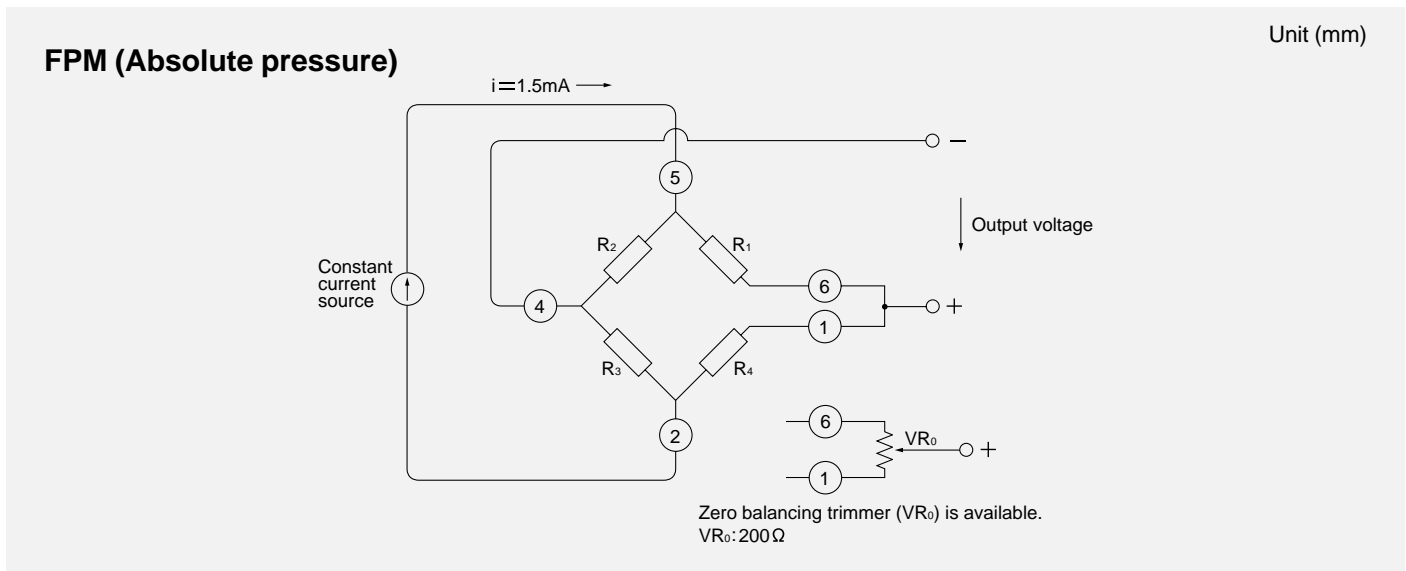 Unit (mm)
FPM (Absolute pressure)
i=1.5mA
−
5
Output voltage
R2
R1
Constant
current
source
6
4
+
1
R3
R4
6
2
VR0
+
1
Zero balancing trimmer (VR0) is available.
VR0:200Ω